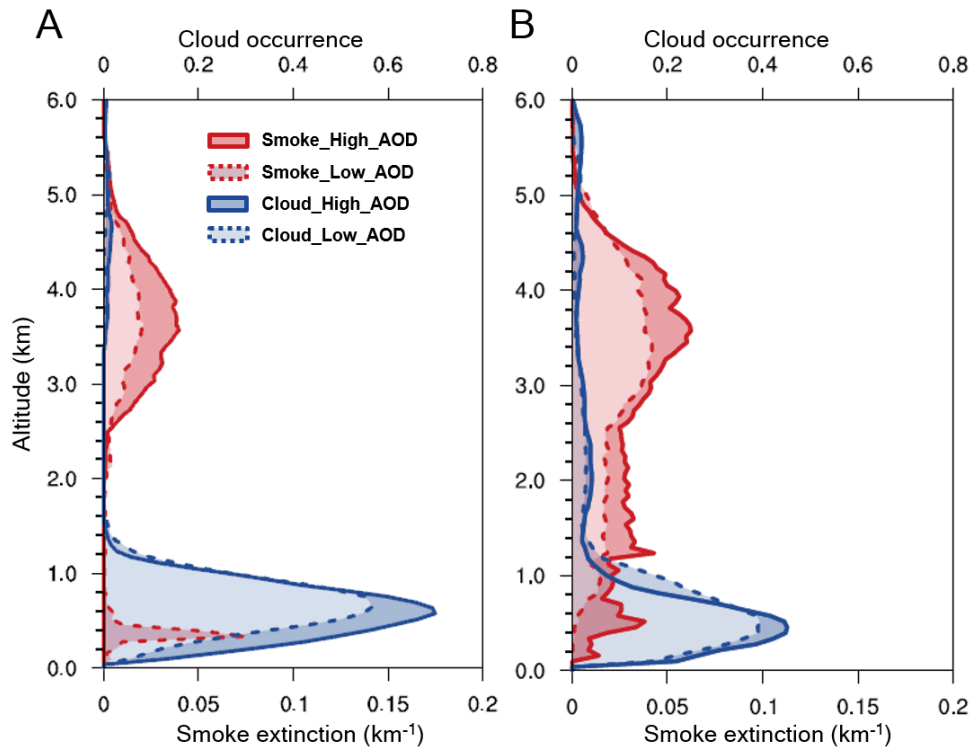 A
B
Cloud occurrence
Cloud occurrence
0 0.2 0.4 0.6 0.8
0 0.2 0.4 0.6 0.8
6.0
5.0
4.0
3.0
2.0
1.0
0.0
Altitude (km)
Smoke_High_AOD
Smoke_Low_AOD
Cloud_High_AOD
Cloud_Low_AOD
6.0
5.0
4.0
3.0
2.0
1.0
0.0
0 0.05 0.1 0.15 0.2
0 0.05 0.1 0.15 0.2
Smoke extinction (km-1)
Smoke extinction (km-1)